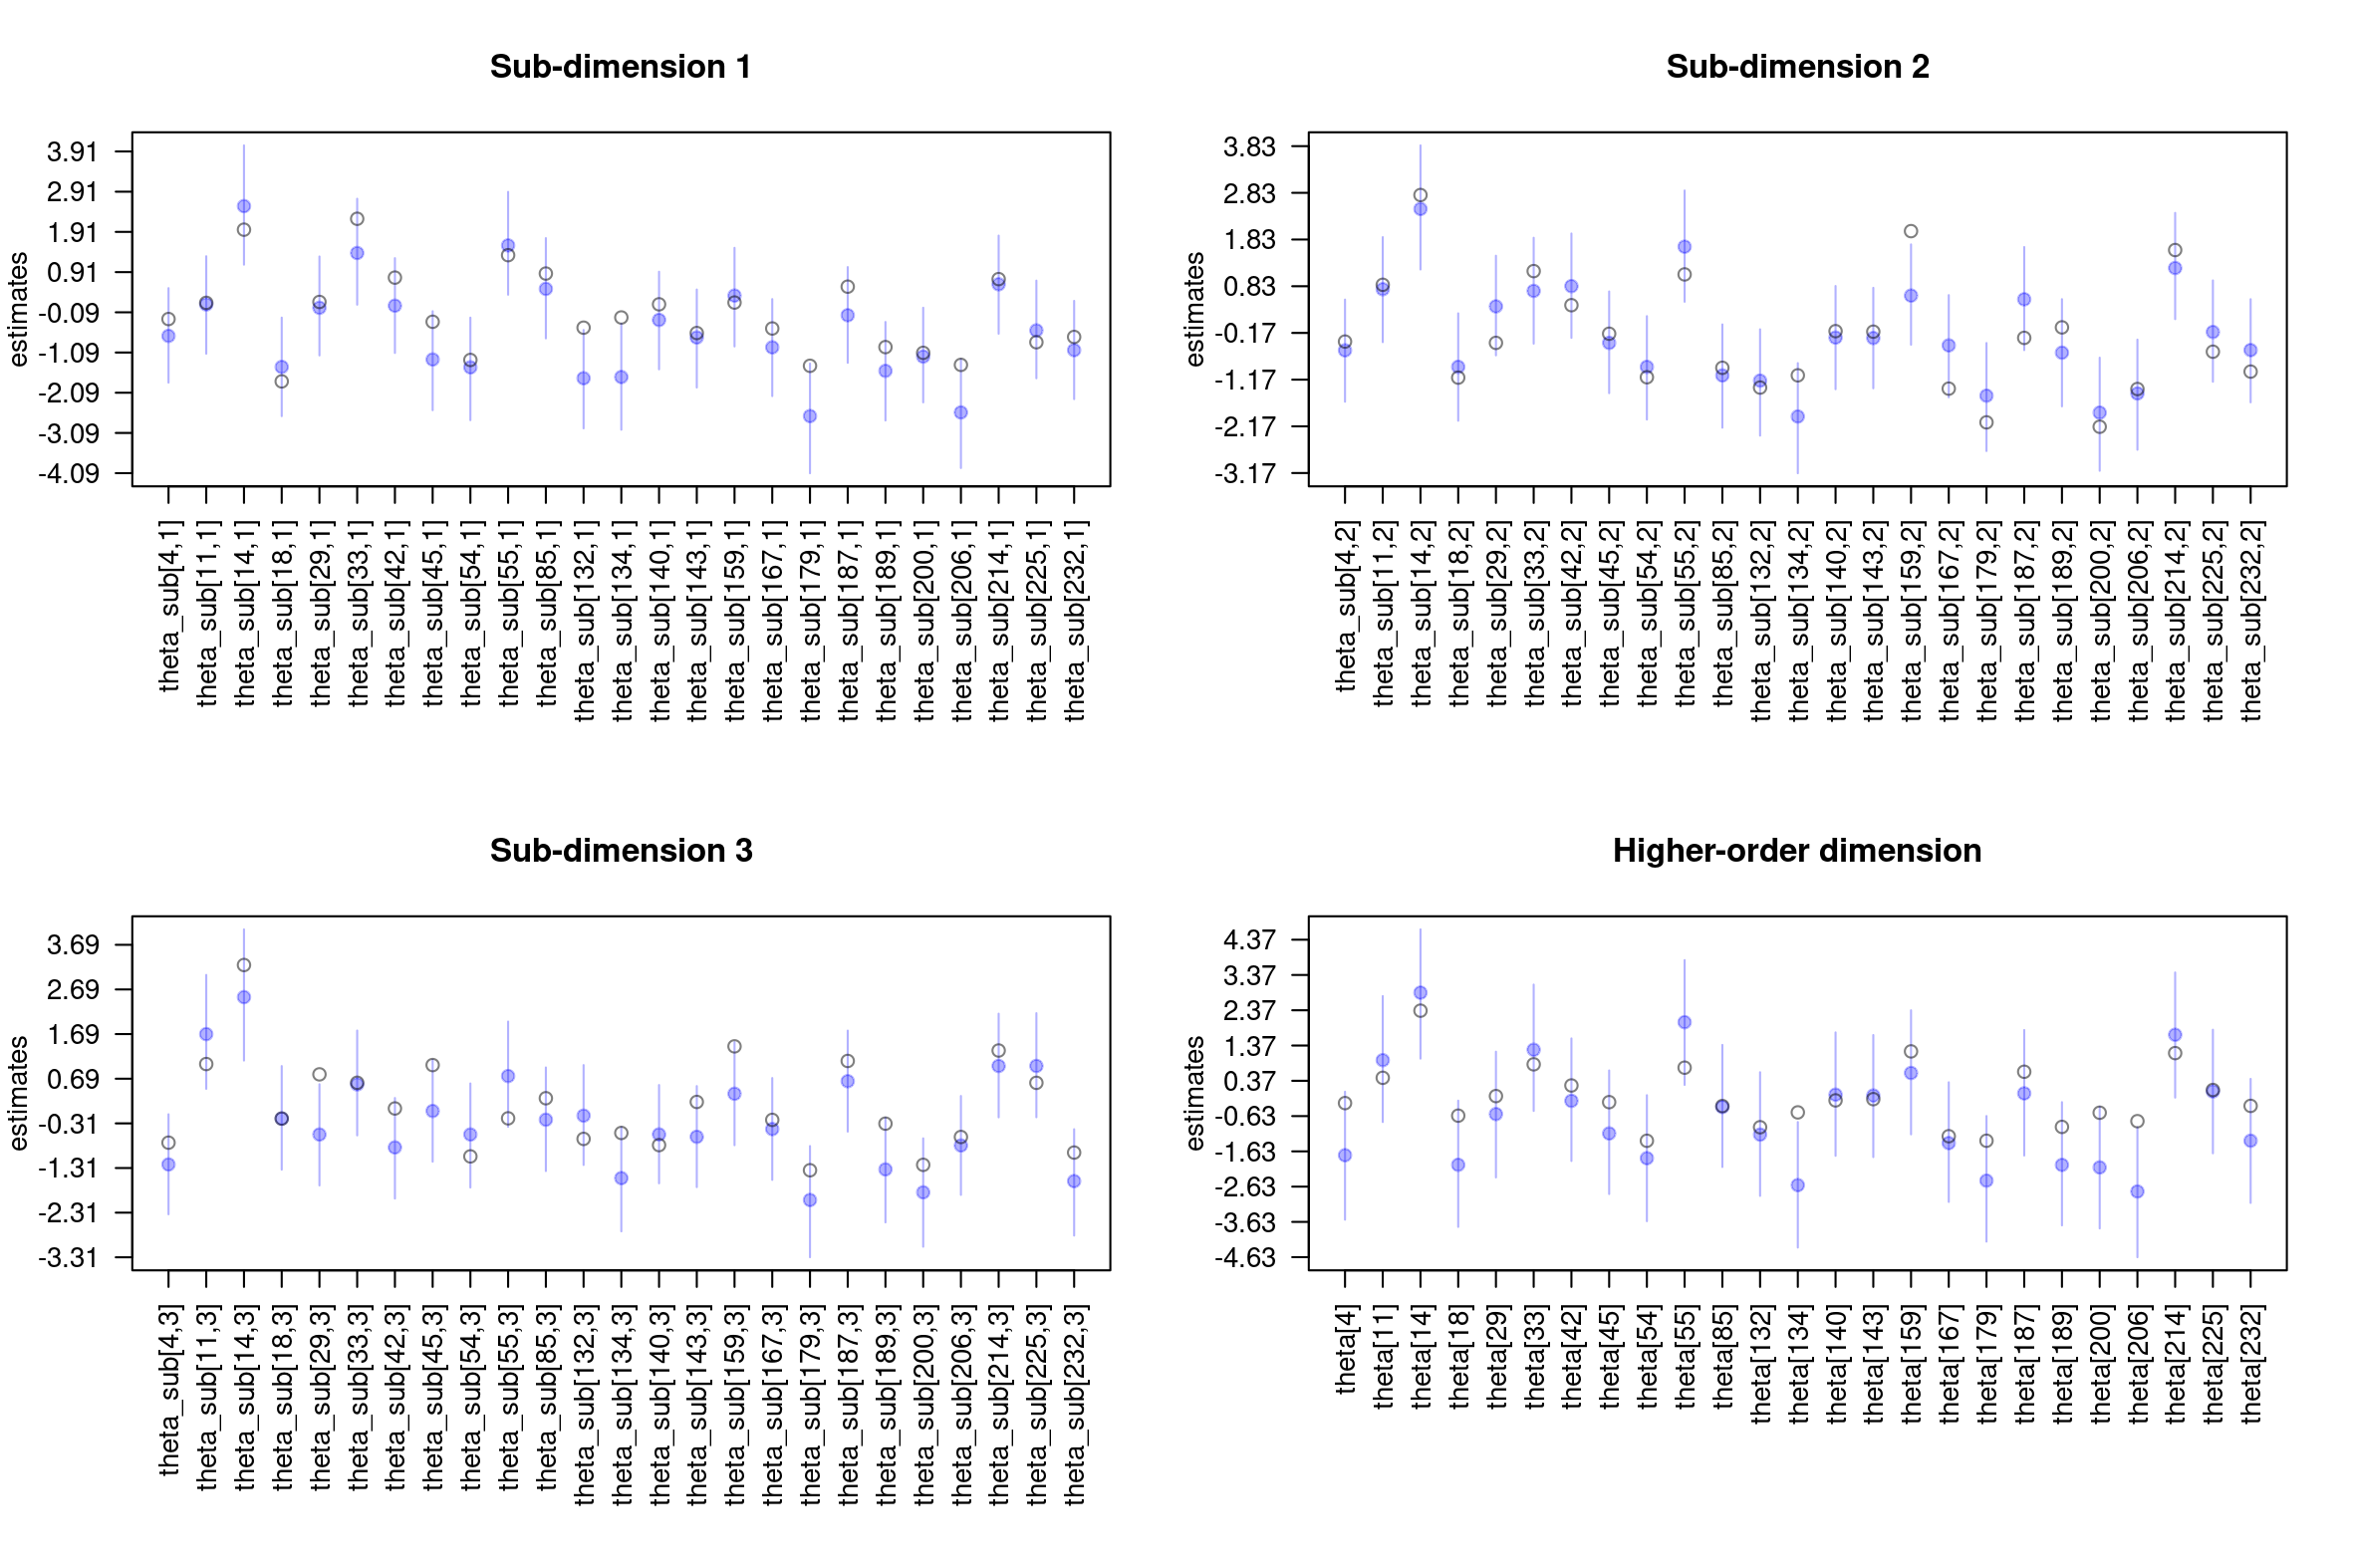 Sub-dimension 1
estimates
3.91
2.91
1.91
0.91
-0.09
-1.09
-2.09
-3.09
-4.09
theta_sub[4,1]
theta_sub[11,1]
theta_sub[14,1]
theta_sub[18,1]
theta_sub[29,1]
theta_sub[33,1]
theta_sub[42,1]
theta_sub[45,1]
theta_sub[54,1]
theta_sub[55,1]
theta_sub[85,1]
theta_sub[132,1]
theta_sub[134,1]
theta_sub[140,1]
theta_sub[143,1]
theta_sub[159,1]
theta_sub[167,1]
theta_sub[179,1]
theta_sub[187,1]
theta_sub[189,1]
theta_sub[200,1]
theta_sub[206,1]
theta_sub[214,1]
theta_sub[225,1]
theta_sub[232,1]
Sub-dimension 2
estimates
3.83
2.83
1.83
0.83
-0.17
-1.17
-2.17
-3.17
theta_sub[4,2]
theta_sub[11,2]
theta_sub[14,2]
theta_sub[18,2]
theta_sub[29,2]
theta_sub[33,2]
theta_sub[42,2]
theta_sub[45,2]
theta_sub[54,2]
theta_sub[55,2]
theta_sub[85,2]
theta_sub[132,2]
theta_sub[134,2]
theta_sub[140,2]
theta_sub[143,2]
theta_sub[159,2]
theta_sub[167,2]
theta_sub[179,2]
theta_sub[187,2]
theta_sub[189,2]
theta_sub[200,2]
theta_sub[206,2]
theta_sub[214,2]
theta_sub[225,2]
theta_sub[232,2]
Sub-dimension 3
estimates
3.69
2.69
1.69
0.69
-0.31
-1.31
-2.31
-3.31
theta_sub[4,3]
theta_sub[11,3]
theta_sub[14,3]
theta_sub[18,3]
theta_sub[29,3]
theta_sub[33,3]
theta_sub[42,3]
theta_sub[45,3]
theta_sub[54,3]
theta_sub[55,3]
theta_sub[85,3]
theta_sub[132,3]
theta_sub[134,3]
theta_sub[140,3]
theta_sub[143,3]
theta_sub[159,3]
theta_sub[167,3]
theta_sub[179,3]
theta_sub[187,3]
theta_sub[189,3]
theta_sub[200,3]
theta_sub[206,3]
theta_sub[214,3]
theta_sub[225,3]
theta_sub[232,3]
Higher-order dimension
estimates
4.37
3.37
2.37
1.37
0.37
-0.63
-1.63
-2.63
-3.63
-4.63
theta[4]
theta[11]
theta[14]
theta[18]
theta[29]
theta[33]
theta[42]
theta[45]
theta[54]
theta[55]
theta[85]
theta[132]
theta[134]
theta[140]
theta[143]
theta[159]
theta[167]
theta[179]
theta[187]
theta[189]
theta[200]
theta[206]
theta[214]
theta[225]
theta[232]